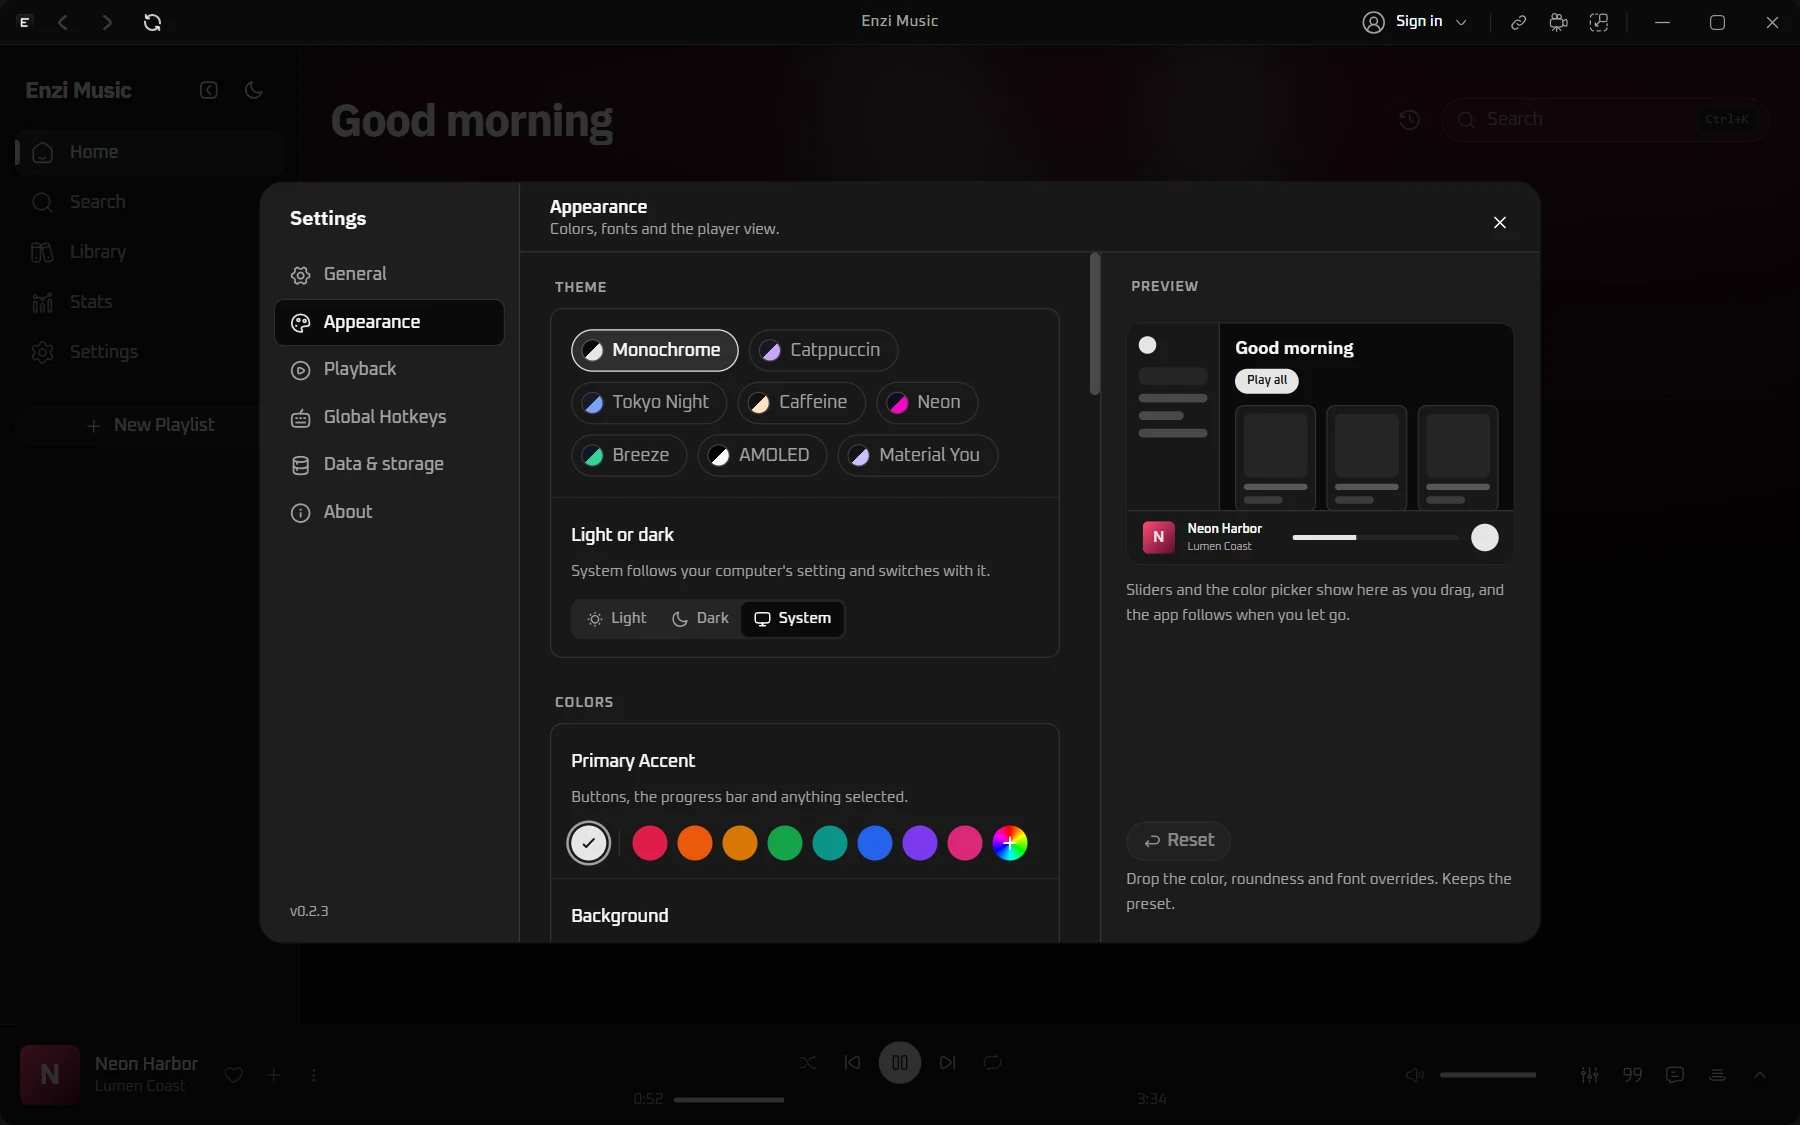 E
Enzi Music
Sign in
Enzi Music
Good morning
Search
Ctrl+K
Home
Search
Library
Stats
Settings
New Playlist
Settings
General
Appearance
Playback
Global Hotkeys
Data & storage
About
v0.2.3
Appearance
Colors, fonts and the player view.
THEME
Monochrome
Catppuccin
Tokyo Night
Caffeine
Neon
Breeze
AMOLED
Material You
Light or dark
System follows your computer's setting and switches with it.
Light
Dark
System
COLORS
Primary Accent
Buttons, the progress bar and anything selected.
Background
PREVIEW
Good morning
Play all
N
Neon Harbor
Lumen Coast
Sliders and the color picker show here as you drag, and
the app follows when you let go.
Reset
Drop the color, roundness and font overrides. Keeps the
preset.
N
Neon Harbor
Lumen Coast
0:52
3:34